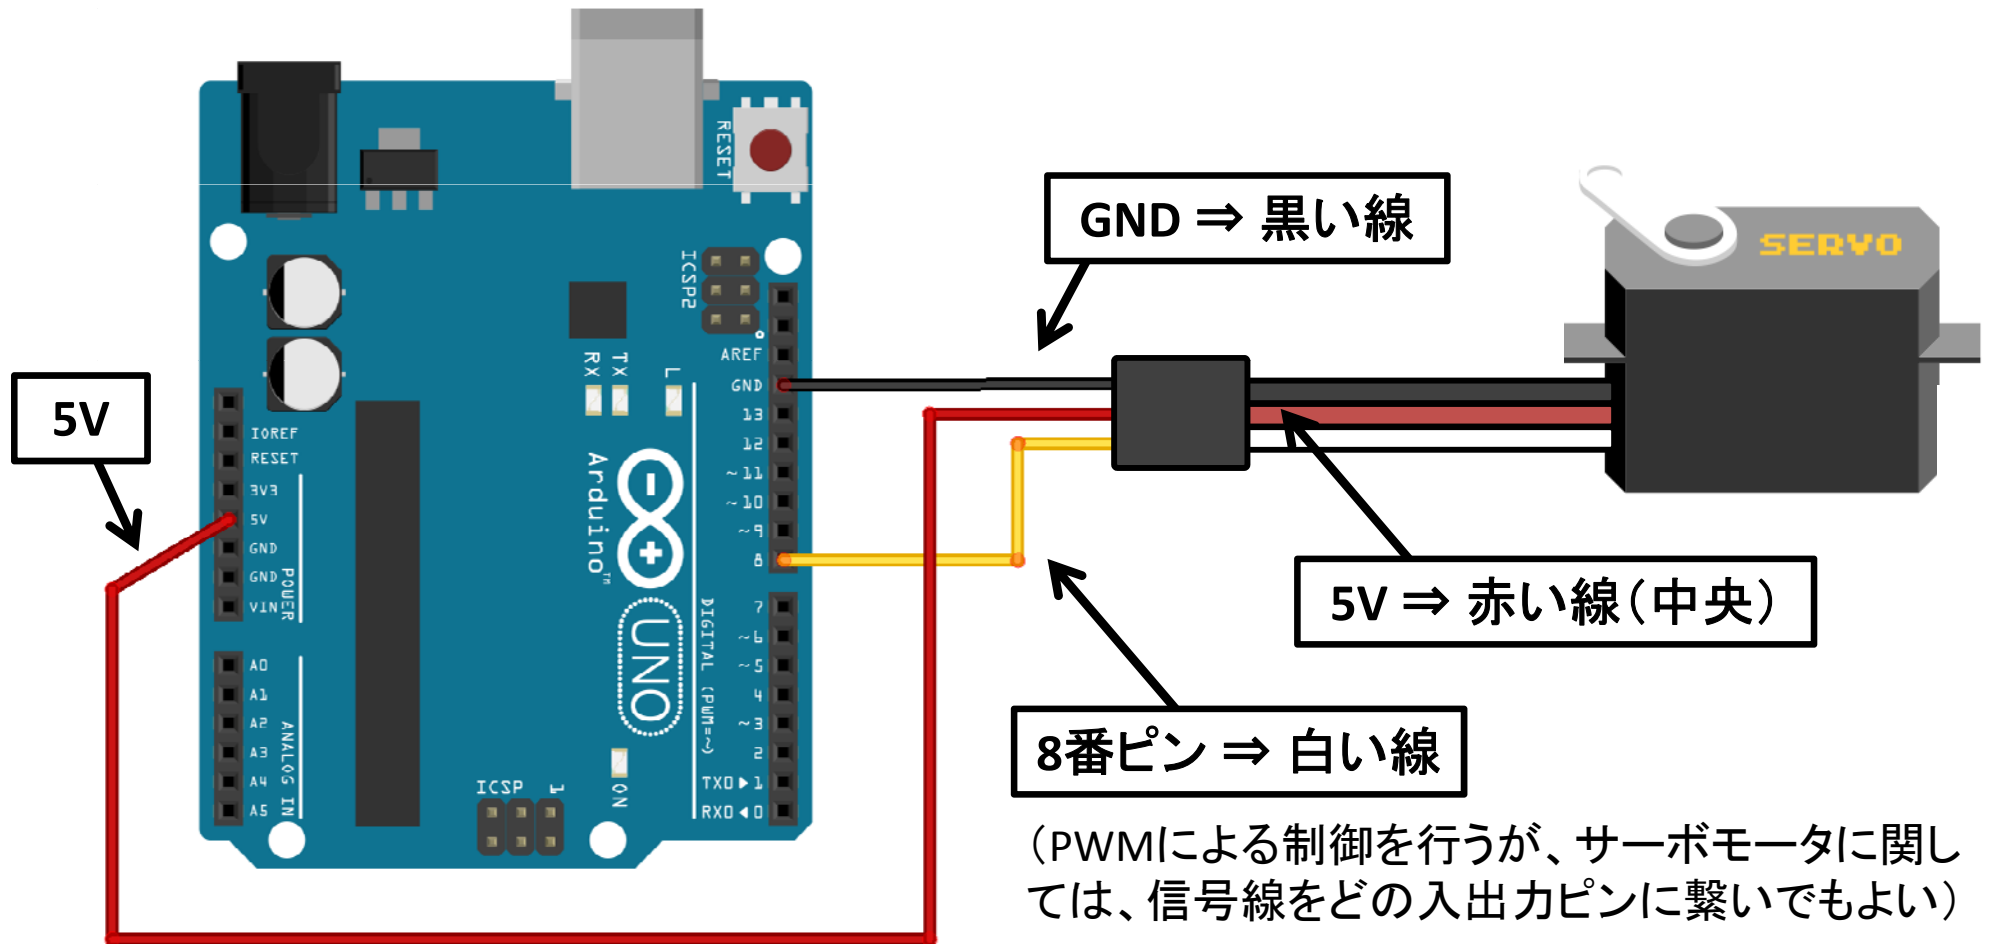 RESET
ICSP2
AREF
GND
13
12
~11
~10
~9
8
7
~6
~5
4
~3
2
TX0▶1
RX0◀0
DIGITAL (PWM=~)
RX
TX
L
Arduino™
UNO
ON
ICSP
1
IOREF
RESET
3V3
5V
GND
GND
VIN
POWER
A0
A1
A2
A3
A4
A5
ANALOG IN
5V
GND ⇒ 黒い線
SERVO
5V ⇒ 赤い線（中央）
8番ピン ⇒ 白い線
（PWMによる制御を行うが、サーボモータに関し
ては、信号線をどの入出力ピンに繋いでもよい）